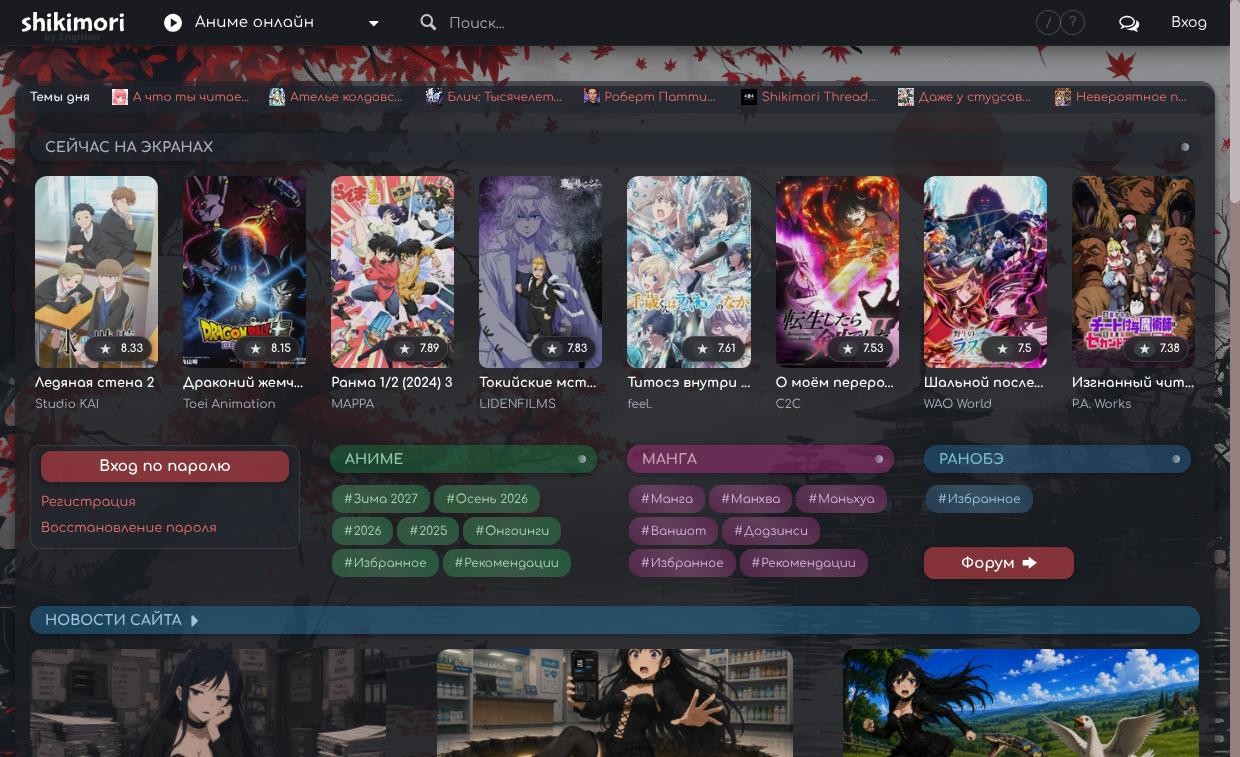 shikimori
by EngiNier
Аниме онлайн
Поиск...
/ ?
Вход
Темы дня
А что ты читае...
Ателье колдовс...
Блич: Тысячелет...
Роберт Патти...
Shikimori Thread...
Даже у студсов...
Невероятное п...
СЕЙЧАС НА ЭКРАНАХ
8.33
8.15
7.89
7.83
7.61
7.53
7.5
7.38
Ледяная стена 2
Драконий жемч...
Ранма 1/2 (2024) 3
Токийские мст...
Титосэ внутри ...
О моём переро...
Шальной после...
Изгнанный чит...
Studio KAI
Toei Animation
MAPPA
LIDENFILMS
feel.
C2C
WAO World
P.A. Works
Вход по паролю
Регистрация
Восстановление пароля
АНИМЕ
#Зима 2027 #Осень 2026
#2026 #2025 #Онгоинги
#Избранное #Рекомендации
МАНГА
#Манга #Манхва #Маньхуа
#Ваншот #Додзинси
#Избранное #Рекомендации
РАНОБЭ
#Избранное
Форум
НОВОСТИ САЙТА